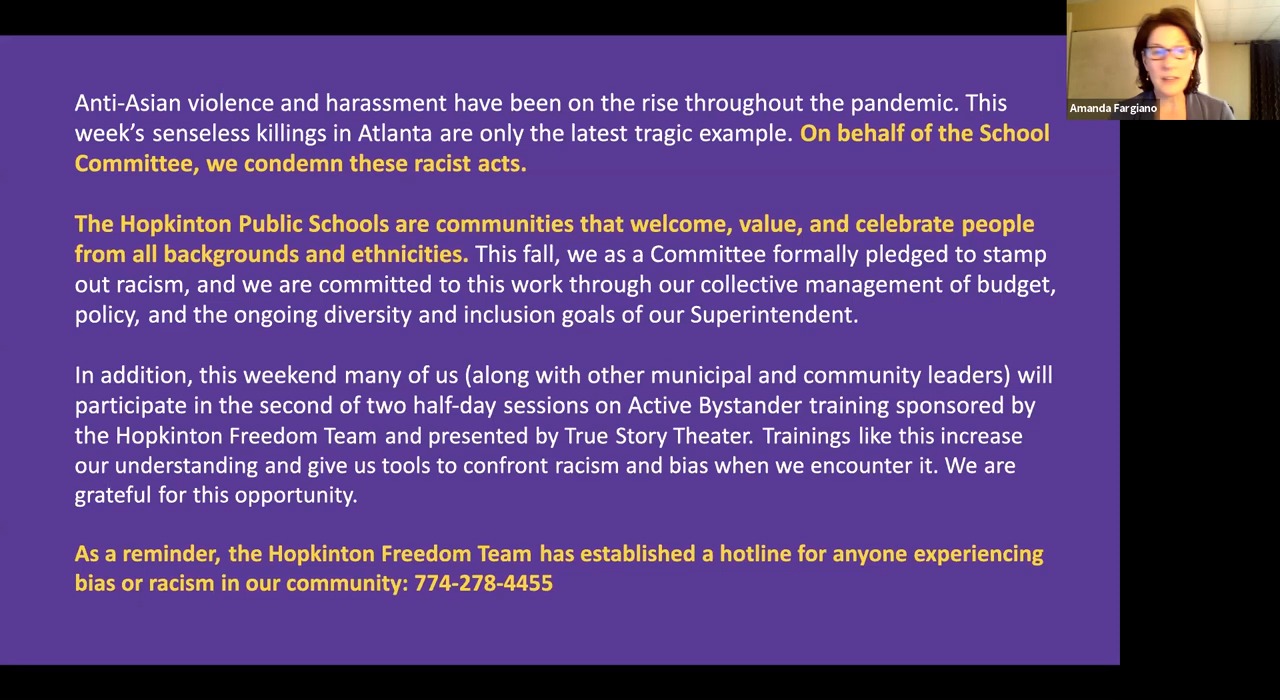 Anti-Asian violence and harassment have been on the rise throughout the pandemic. This
week’s senseless killings in Atlanta are only the latest tragic example. On behalf of the School
Committee, we condemn these racist acts.
The Hopkinton Public Schools are communities that welcome, value, and celebrate people
from all backgrounds and ethnicities. This fall, we as a Committee formally pledged to stamp
out racism, and we are committed to this work through our collective management of budget,
policy, and the ongoing diversity and inclusion goals of our Superintendent.
In addition, this weekend many of us (along with other municipal and community leaders) will
participate in the second of two half-day sessions on Active Bystander training sponsored by
the Hopkinton Freedom Team and presented by True Story Theater. Trainings like this increase
our understanding and give us tools to confront racism and bias when we encounter it. We are
grateful for this opportunity.
As a reminder, the Hopkinton Freedom Team has established a hotline for anyone experiencing
bias or racism in our community: 774-278-4455
Amanda Fargiano